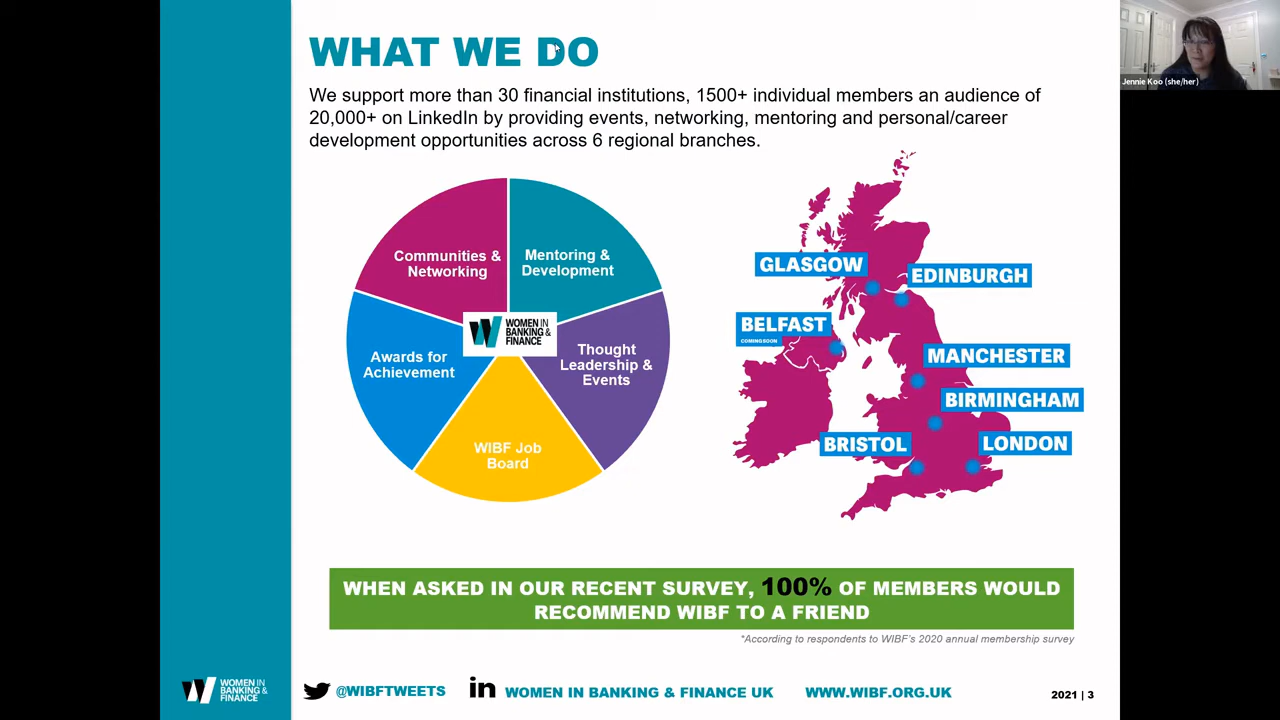 WHAT WE DO
We support more than 30 financial institutions, 1500+ individual members an audience of
20,000+ on LinkedIn by providing events, networking, mentoring and personal/career
development opportunities across 6 regional branches.
Communities &
Networking
Mentoring &
Development
Awards for
Achievement
WOMEN IN
BANKING &
FINANCE
Thought
Leadership &
Events
WIBF Job
Board
GLASGOW
EDINBURGH
BELFAST
COMING SOON
MANCHESTER
BIRMINGHAM
BRISTOL
LONDON
WHEN ASKED IN OUR RECENT SURVEY, 100% OF MEMBERS WOULD
RECOMMEND WIBF TO A FRIEND
*According to respondents to WIBF's 2020 annual membership survey
WOMEN IN
BANKING &
FINANCE
@WIBFTWEETS
in
WOMEN IN BANKING & FINANCE UK
WWW.WIBF.ORG.UK
2021 | 3
Jennie Koo (she/her)